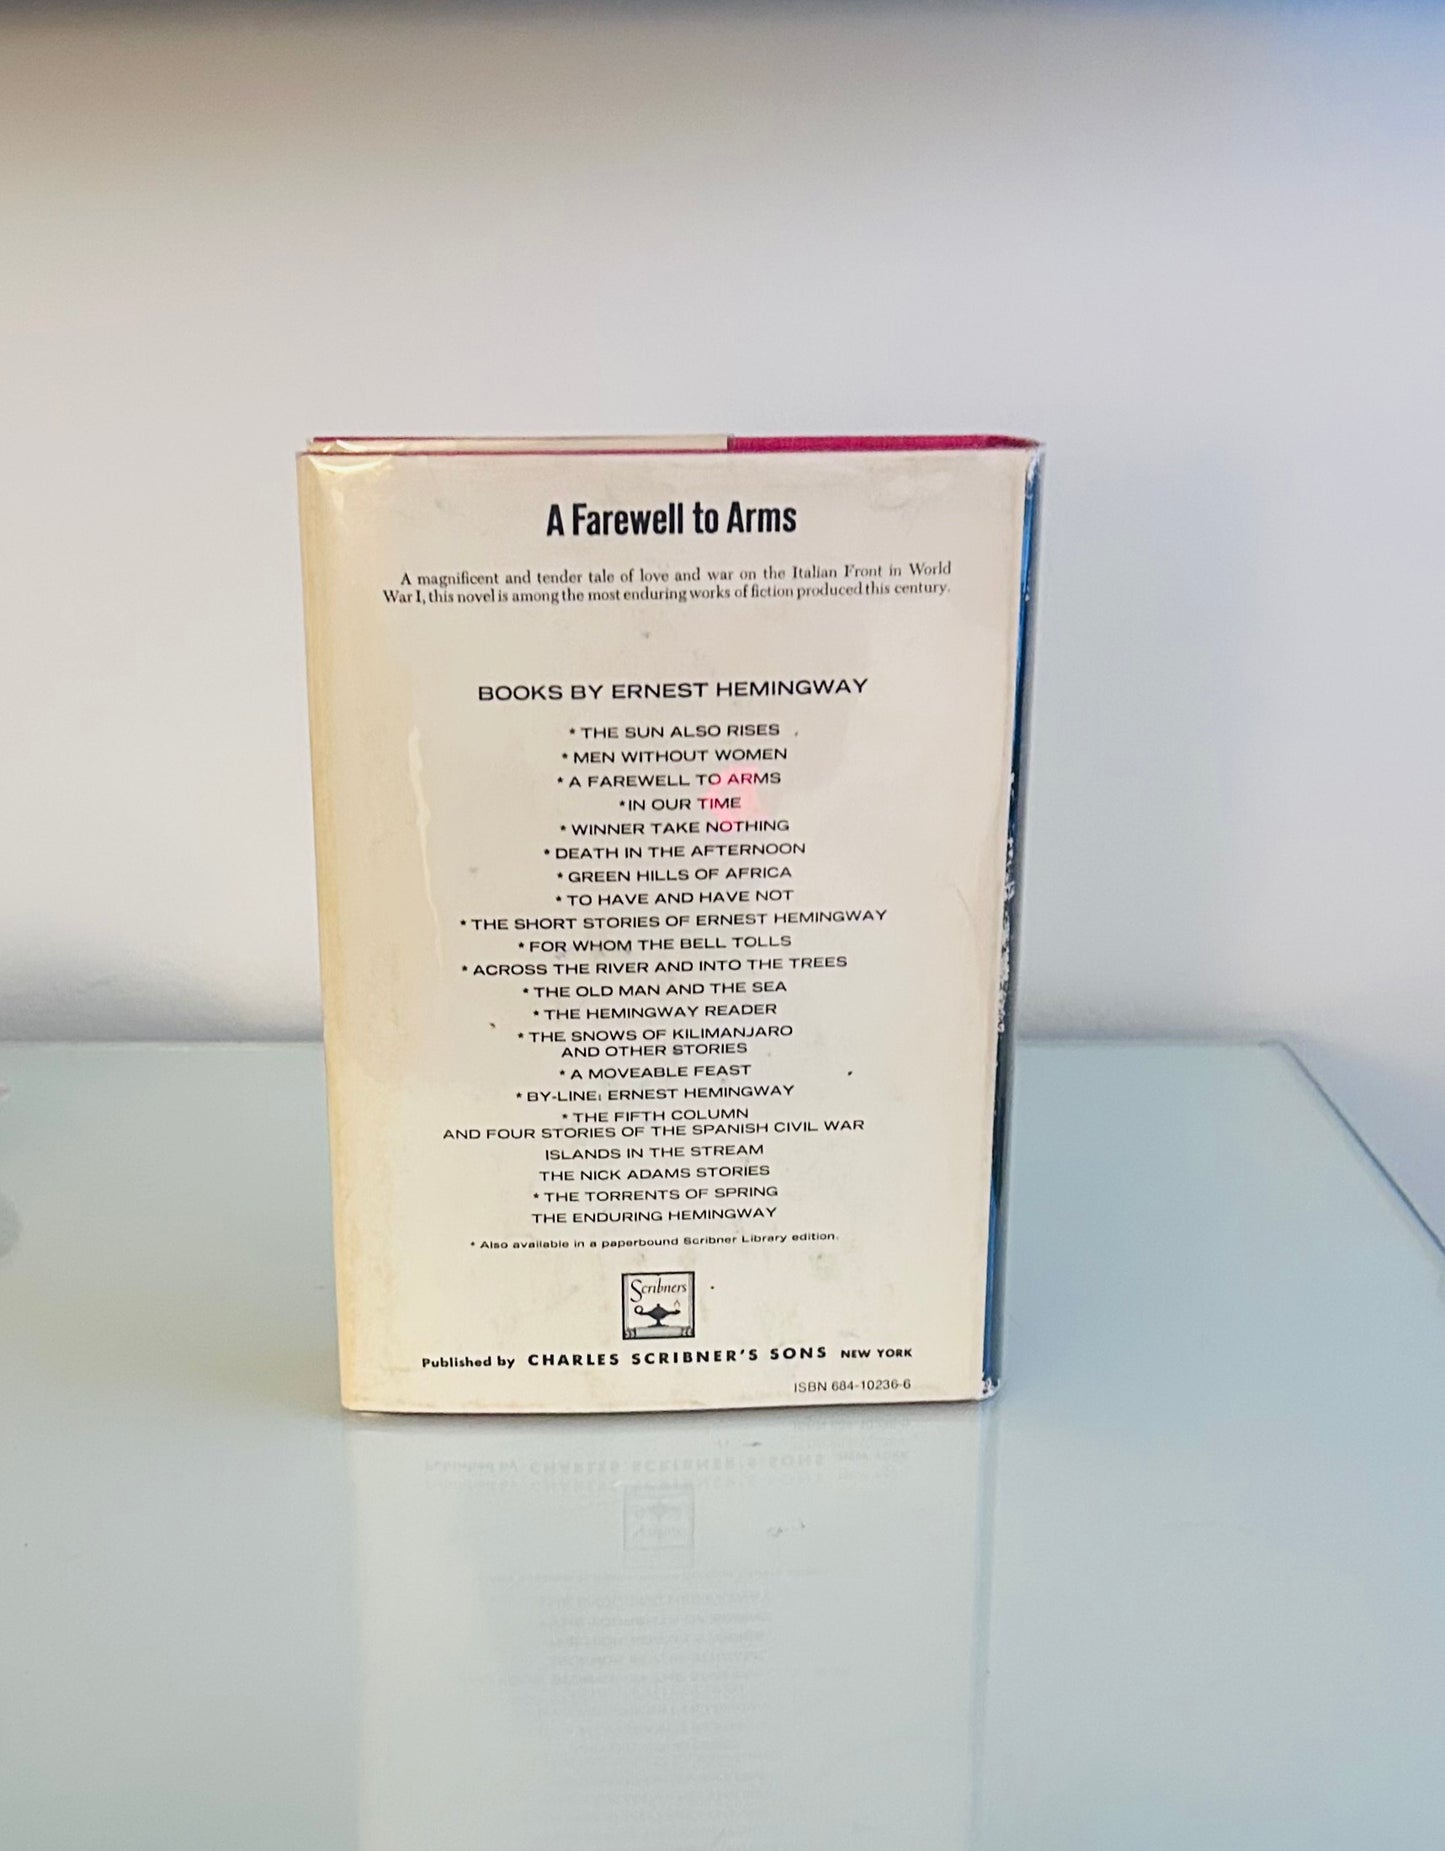 A Farewell to Arms
A magnificent and tender tale of love and war on the Italian Front in World
War I, this novel is among the most enduring works of fiction produced this century.
BOOKS BY ERNEST HEMINGWAY
* THE SUN ALSO RISES
* MEN WITHOUT WOMEN
* A FAREWELL TO ARMS
* IN OUR TIME
* WINNER TAKE NOTHING
* DEATH IN THE AFTERNOON
* GREEN HILLS OF AFRICA
* TO HAVE AND HAVE NOT
* THE SHORT STORIES OF ERNEST HEMINGWAY
* FOR WHOM THE BELL TOLLS
* ACROSS THE RIVER AND INTO THE TREES
* THE OLD MAN AND THE SEA
* THE HEMINGWAY READER
* THE SNOWS OF KILIMANJARO
AND OTHER STORIES
* A MOVEABLE FEAST
* BY-LINE: ERNEST HEMINGWAY
* THE FIFTH COLUMN
AND FOUR STORIES OF THE SPANISH CIVIL WAR
ISLANDS IN THE STREAM
THE NICK ADAMS STORIES
* THE TORRENTS OF SPRING
THE ENDURING HEMINGWAY
* Also available in a paperbound Scribner Library edition.
Scribners
Published by CHARLES SCRIBNER'S SONS NEW YORK
ISBN 684-10236-6